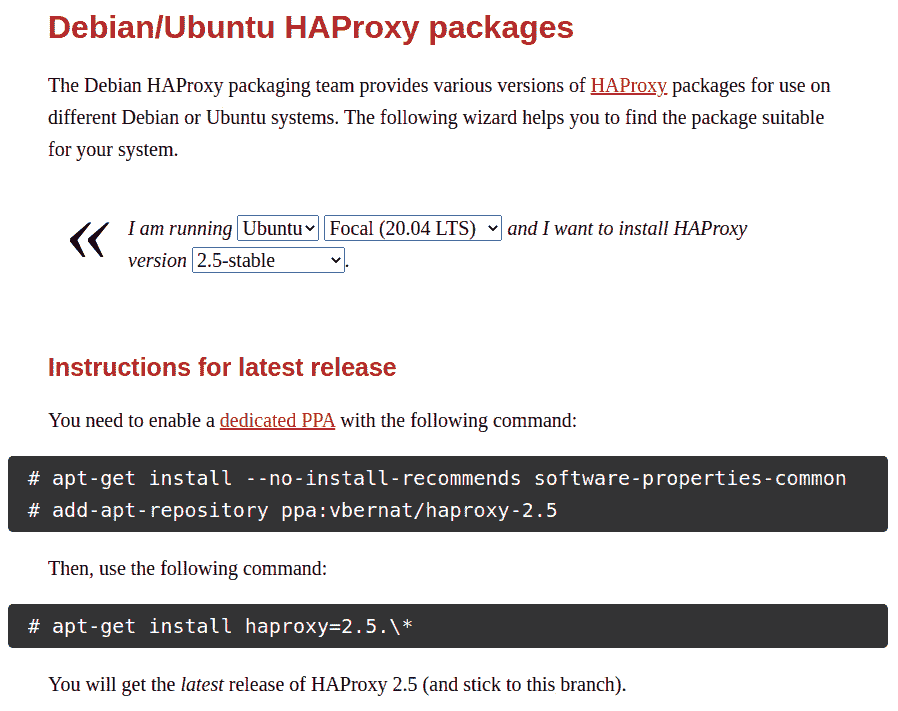 Debian/Ubuntu HAProxy packages
The Debian HAProxy packaging team provides various versions of HAProxy packages for use on
different Debian or Ubuntu systems. The following wizard helps you to find the package suitable
for your system.
« I am running Ubuntu Focal (20.04 LTS) and I want to install HAProxy
version 2.5-stable.
Instructions for latest release
You need to enable a dedicated PPA with the following command:
# apt-get install --no-install-recommends software-properties-common
# add-apt-repository ppa:vbernat/haproxy-2.5
Then, use the following command:
# apt-get install haproxy=2.5.\*
You will get the latest release of HAProxy 2.5 (and stick to this branch).